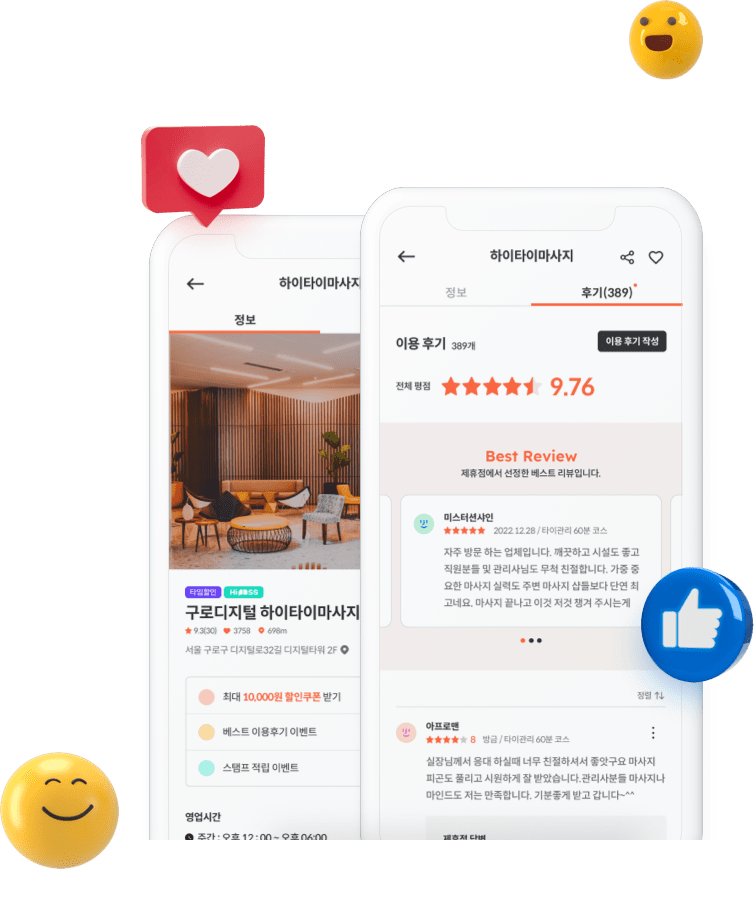 하이타이마사지
정보
타임할인
구로디지털 하이타이마사지
9.3(30) 3758 698m
서울 구로구 디지털로32길 디지털타워 2F
최대 10,000원 할인쿠폰 받기
베스트 이용후기 이벤트
스탬프 적립 이벤트
영업시간
주간 : 오후 12 : 00 ~ 오후 06:00
하이타이마사지
정보
후기(389)
이용 후기 389개
이용 후기 작성
전체 평점 9.76
Best Review
제휴점에서 선정한 베스트 리뷰입니다.
미스터션샤인
2022.12.28 / 타이관리 60분 코스
자주 방문 하는 업체입니다. 깨끗하고 시설도 좋고
직원분들 및 관리사님도 무척 친절합니다. 가중 중
요한 마사지 실력도 주변 마사지 샵들보다 단연 최
고네요. 마사지 끝나고 이것 저것 챙겨 주시는게
정렬
아프로맨
8 방금 / 타이관리 60분 코스
실장님께서 응대 하실때 너무 친절하셔서 좋앗구요 마사지
피곤도 풀리고 시원하게 잘 받았습니다.관리사분들 마사지나
마인드도 저는 만족합니다. 기분좋게 받고 갑니다~^^
제휴점 답변